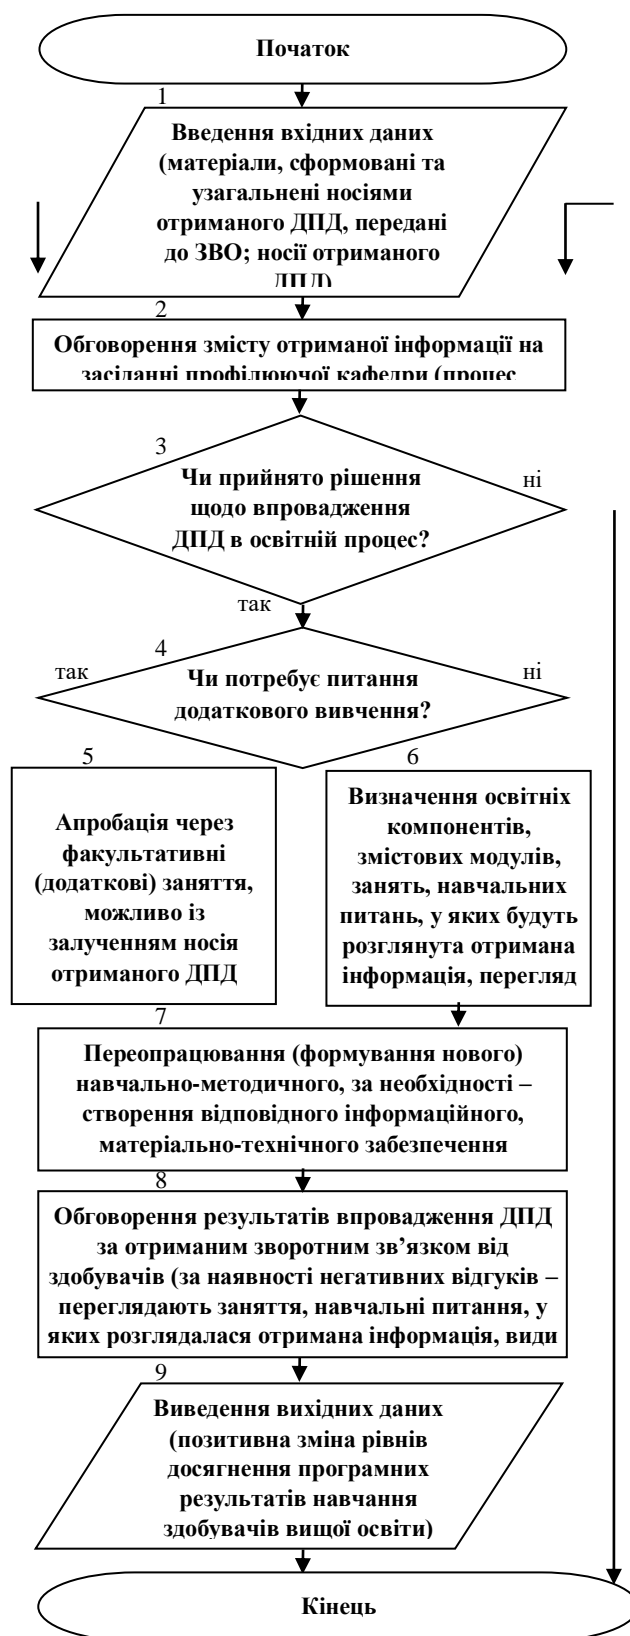 Початок
1
Введення вхідних даних
(матеріали, сформовані та
узагальнені носіями
отриманого ДПД, передані
до ЗВО; носії отриманого
ДПД)
2
Обговорення змісту отриманої інформації на
засіданні профілюючої кафедри (процес
3
Чи прийнято рішення
щодо впровадження
ДПД в освітній процес?
ні
так
4
так
Чи потребує питання
додаткового вивчення?
ні
5
Апробація через
факультативні
(додаткові) заняття,
можливо із
залученням носія
отриманого ДПД
6
Визначення освітніх
компонентів,
змістових модулів,
занять, навчальних
питань, у яких будуть
розглянута отримана
інформація, перегляд
7
Переопрацювання (формування нового)
навчально-методичного, за необхідності –
створення відповідного інформаційного,
матеріально-технічного забезпечення
8
Обговорення результатів впровадження ДПД
за отриманим зворотним зв’язком від
здобувачів (за наявності негативних відгуків –
переглядають заняття, навчальні питання, у
яких розглядалася отримана інформація, види
9
Виведення вихідних даних
(позитивна зміна рівнів
досягнення програмних
результатів навчання
здобувачів вищої освіти)
Кінець